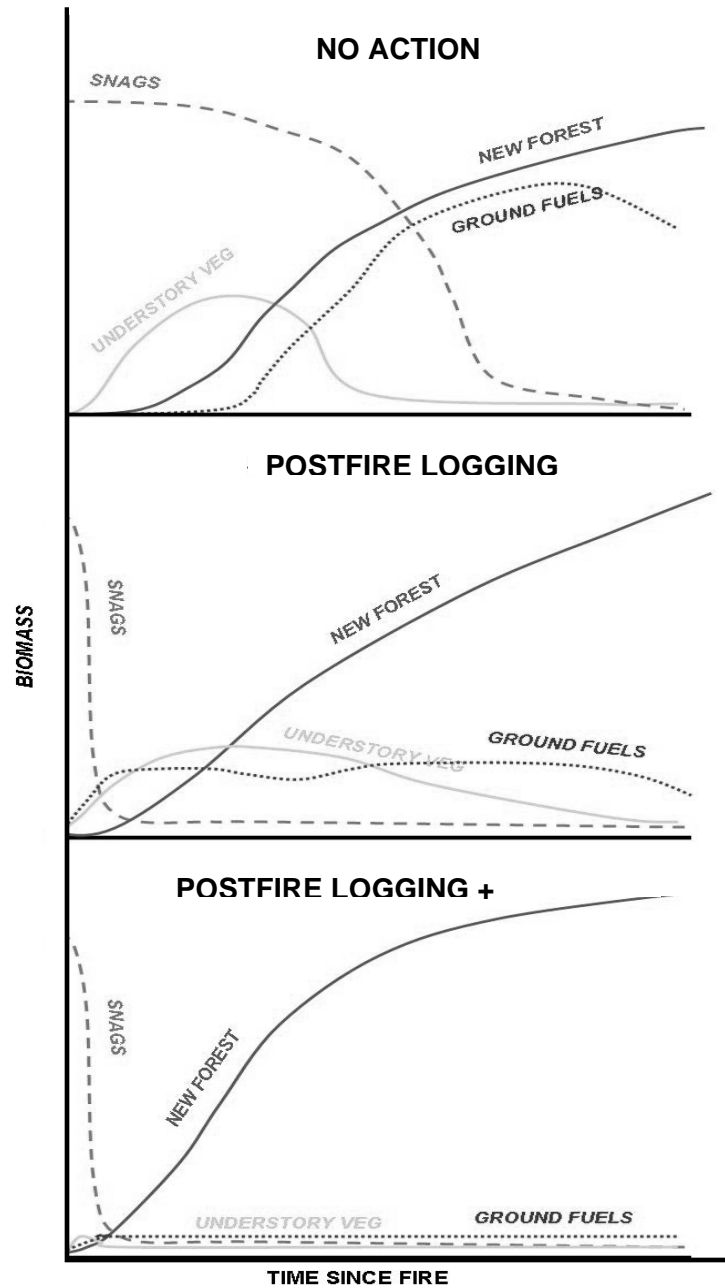 NO ACTION
SNAGS
NEW FOREST
GROUND FUELS
UNDERSTORY VEG
POSTFIRE LOGGING
SNAGS
NEW FOREST
BIOMASS
UNDERSTORY VEG
GROUND FUELS
POSTFIRE LOGGING +
SNAGS
NEW FOREST
UNDERSTORY VEG
GROUND FUELS
TIME SINCE FIRE